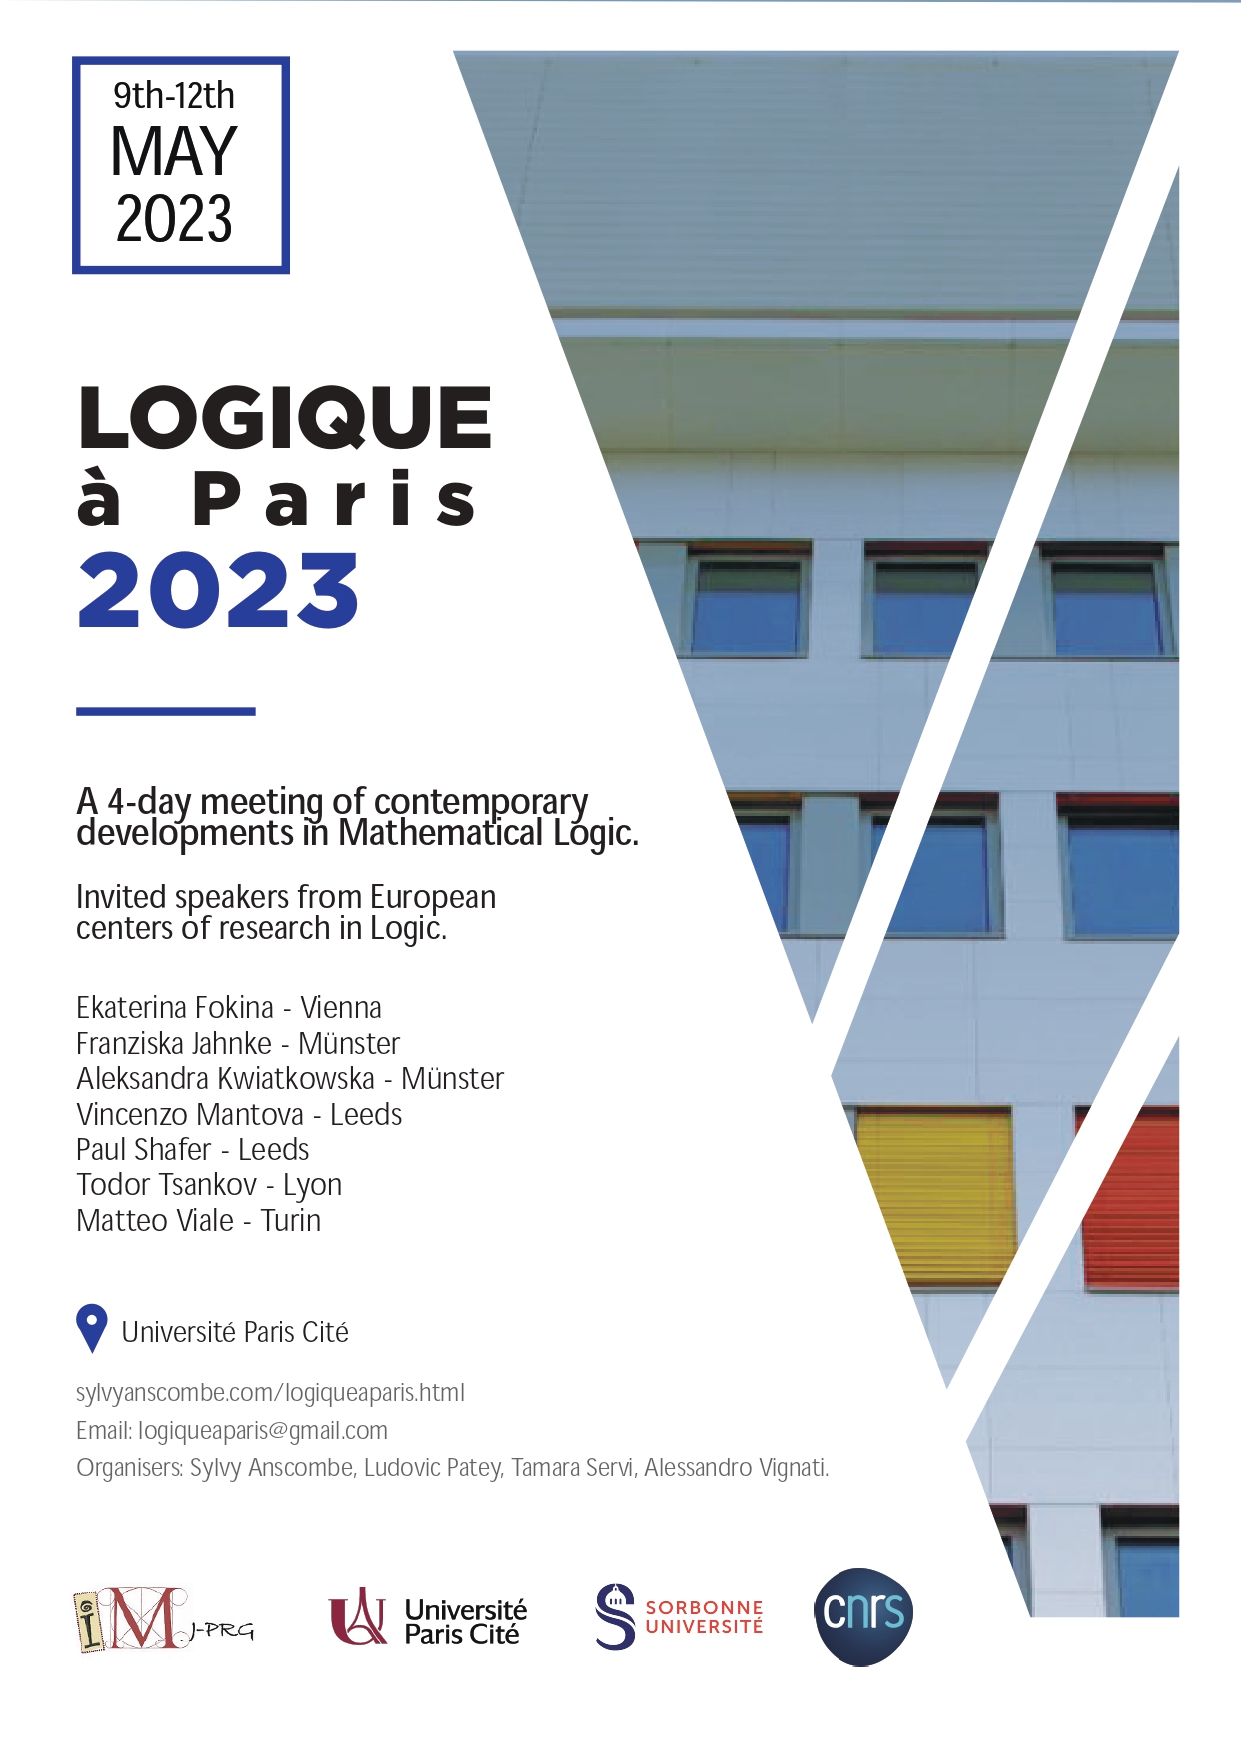 9th-12th
MAY
2023
LOGIQUE
à Paris
2023
A 4-day meeting of contemporary
developments in Mathematical Logic.
Invited speakers from European
centers of research in Logic.
Ekaterina Fokina - Vienna
Franziska Jahnke - Münster
Aleksandra Kwiatkowska - Münster
Vincenzo Mantova - Leeds
Paul Shafer - Leeds
Todor Tsankov - Lyon
Matteo Viale - Turin
Université Paris Cité
sylvyanscombe.com/logiqueaparis.html
Email: logiqueaparis@gmail.com
Organisers: Sylvy Anscombe, Ludovic Patey, Tamara Servi, Alessandro Vignati.
iMJ-PRG
Université
Paris Cité
SORBONNE
UNIVERSITÉ
cnrs